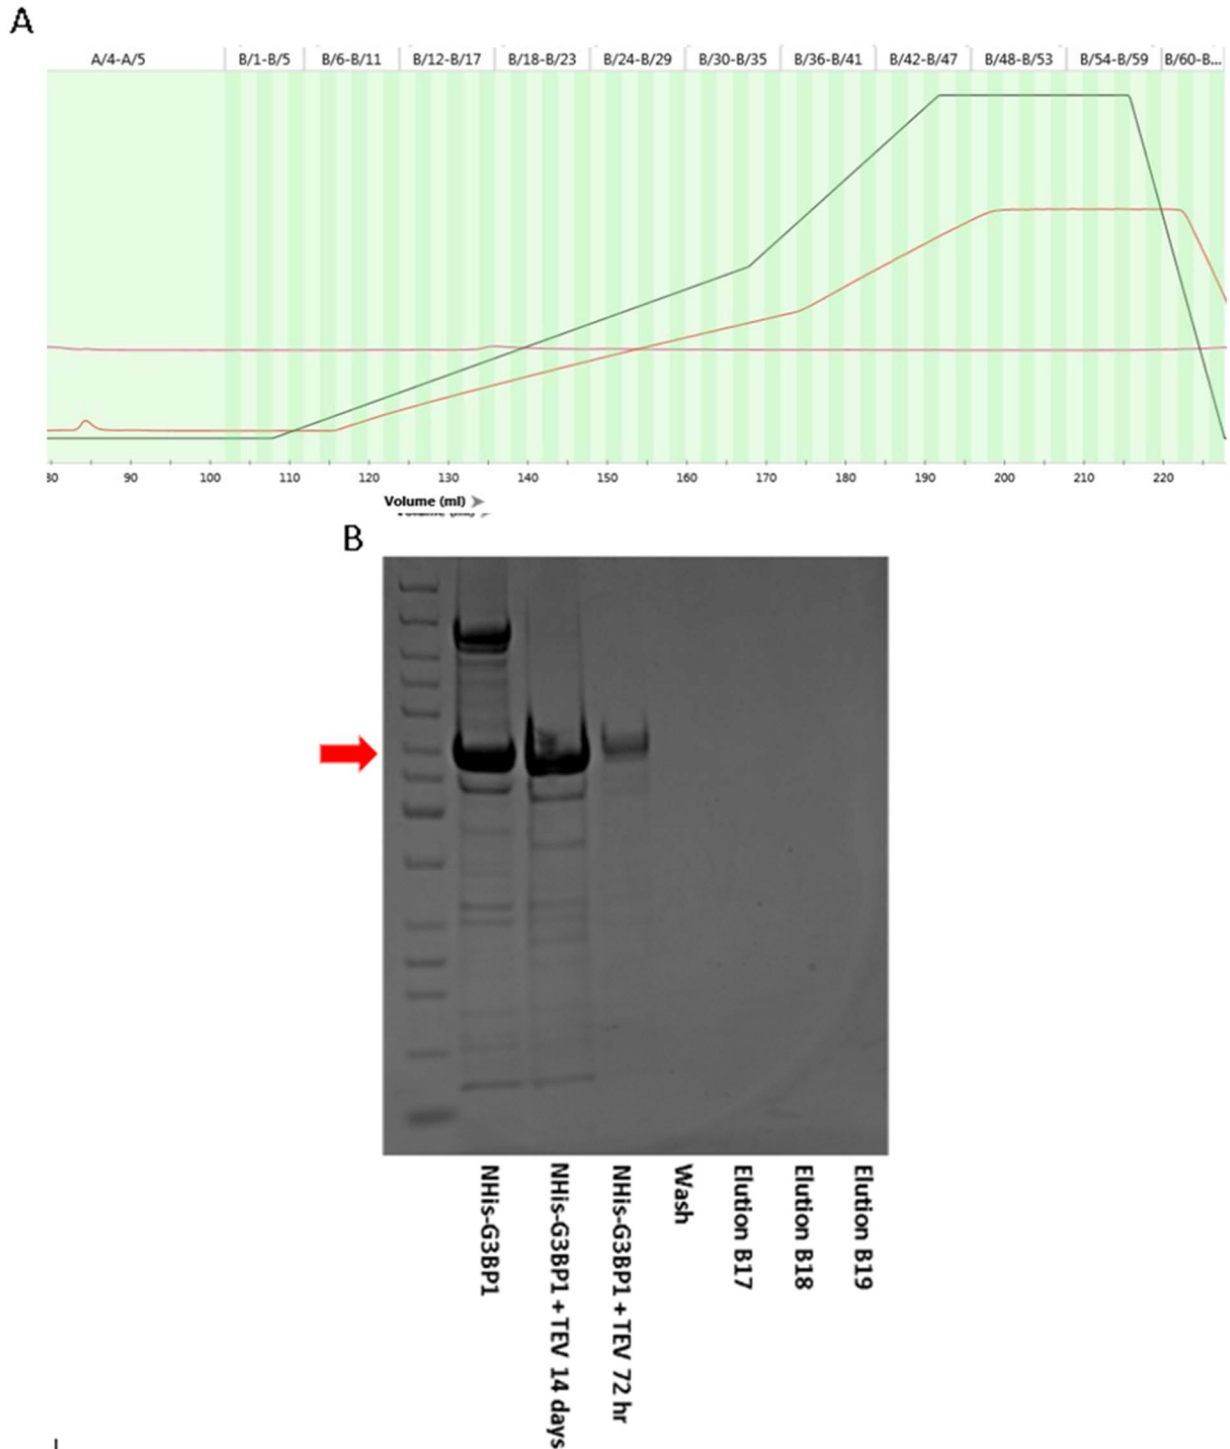 A
A/4-A/5 B/1-B/5 B/6-B/11 B/12-B/17 B/18-B/23 B/24-B/29 B/30-B/35 B/36-B/41 B/42-B/47 B/48-B/53 B/54-B/59 B/60-B...
80 90 100 110 120 130 140 150 160 170 180 190 200 210 220
Volume (ml)
B
NHis-G3BP1
NHis-G3BP1 + TEV 14 days
NHis-G3BP1 + TEV 72 hr
Wash
Elution B17
Elution B18
Elution B19